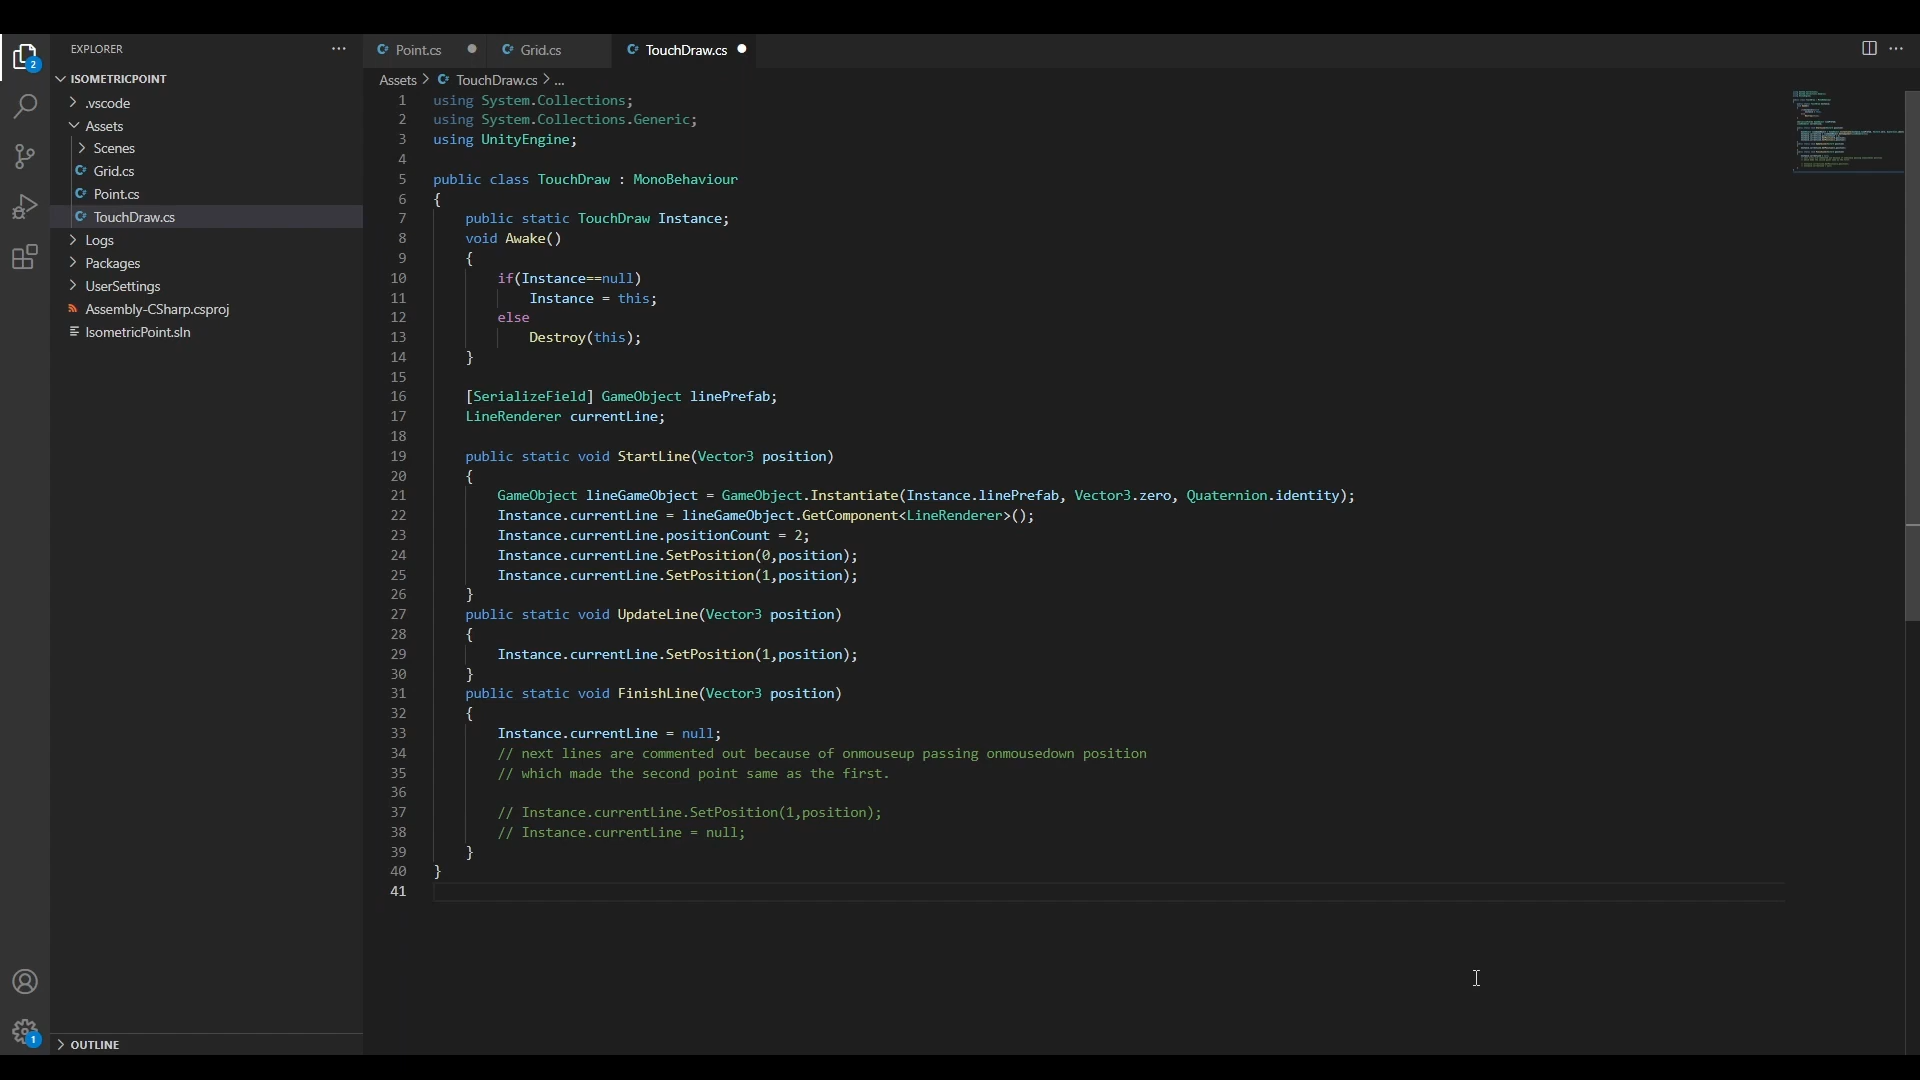 EXPLORER
ISOMETRICPOINT
.vscode
Assets
Scenes
Grid.cs
Point.cs
TouchDraw.cs
Logs
Packages
UserSettings
Assembly-CSharp.csproj
IsometricPoint.sln
OUTLINE
2
1
Point.cs
Grid.cs
TouchDraw.cs
Assets > TouchDraw.cs > ...
1 using System.Collections;
2 using System.Collections.Generic;
3 using UnityEngine;
4
5 public class TouchDraw : MonoBehaviour
6 {
7 public static TouchDraw Instance;
8 void Awake()
9 {
10 if(Instance==null)
11 Instance = this;
12 else
13 Destroy(this);
14 }
15
16 [SerializeField] GameObject linePrefab;
17 LineRenderer currentLine;
18
19 public static void StartLine(Vector3 position)
20 {
21 GameObject lineGameObject = GameObject.Instantiate(Instance.linePrefab, Vector3.zero, Quaternion.identity);
22 Instance.currentLine = lineGameObject.GetComponent<LineRenderer>();
23 Instance.currentLine.positionCount = 2;
24 Instance.currentLine.SetPosition(0,position);
25 Instance.currentLine.SetPosition(1,position);
26 }
27 public static void UpdateLine(Vector3 position)
28 {
29 Instance.currentLine.SetPosition(1,position);
30 }
31 public static void FinishLine(Vector3 position)
32 {
33 Instance.currentLine = null;
34 // next lines are commented out because of onmouseup passing onmousedown position
35 // which made the second point same as the first.
36
37 // Instance.currentLine.SetPosition(1,position);
38 // Instance.currentLine = null;
39 }
40 }
41